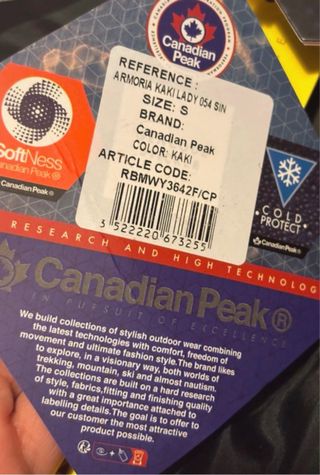 Canadian
Peak
REFERENCE :
ARMORIA KAKI LADY 054 SIN
SIZE: S
BRAND:
Canadian Peak
COLOR: KAKI
ARTICLE CODE:
RBMWY3642F/CP
3522220673255
SoftNess
Canadian Peak®
Canadian Peak®
COLD
PROTECT
Canadian Peak®
RESEARCH AND HIGH TECHNOLOG
Canadian Peak®
IN PURSUIT OF EXCELLENCE
We build collections of stylish outdoor wear combining
the latest technologies with comfort, freedom of
movement and ultimate fashion style.The brand likes
to explore, in a visionary way, both worlds of
trekking, mountain, ski and almost nautism.
The collections are built on a hard research
of style, fabrics,fitting and finishing quality
with a great importance attached to
labelling details.The goal is to offer to
our customer the most attractive
product possible.